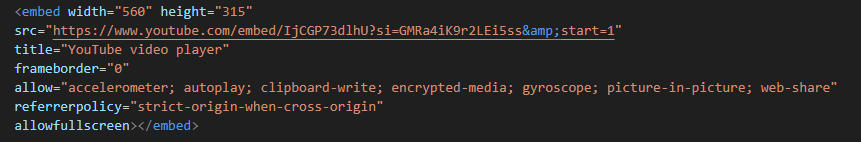 <embed width="560" height="315"
src="https://www.youtube.com/embed/IjCGP73dlhU?si=GMRa4iK9r2LEi5ss&amp;start=1"
title="YouTube video player"
frameborder="0"
allow="accelerometer; autoplay; clipboard-write; encrypted-media; gyroscope; picture-in-picture; web-share"
referrerpolicy="strict-origin-when-cross-origin"
allowfullscreen></embed>